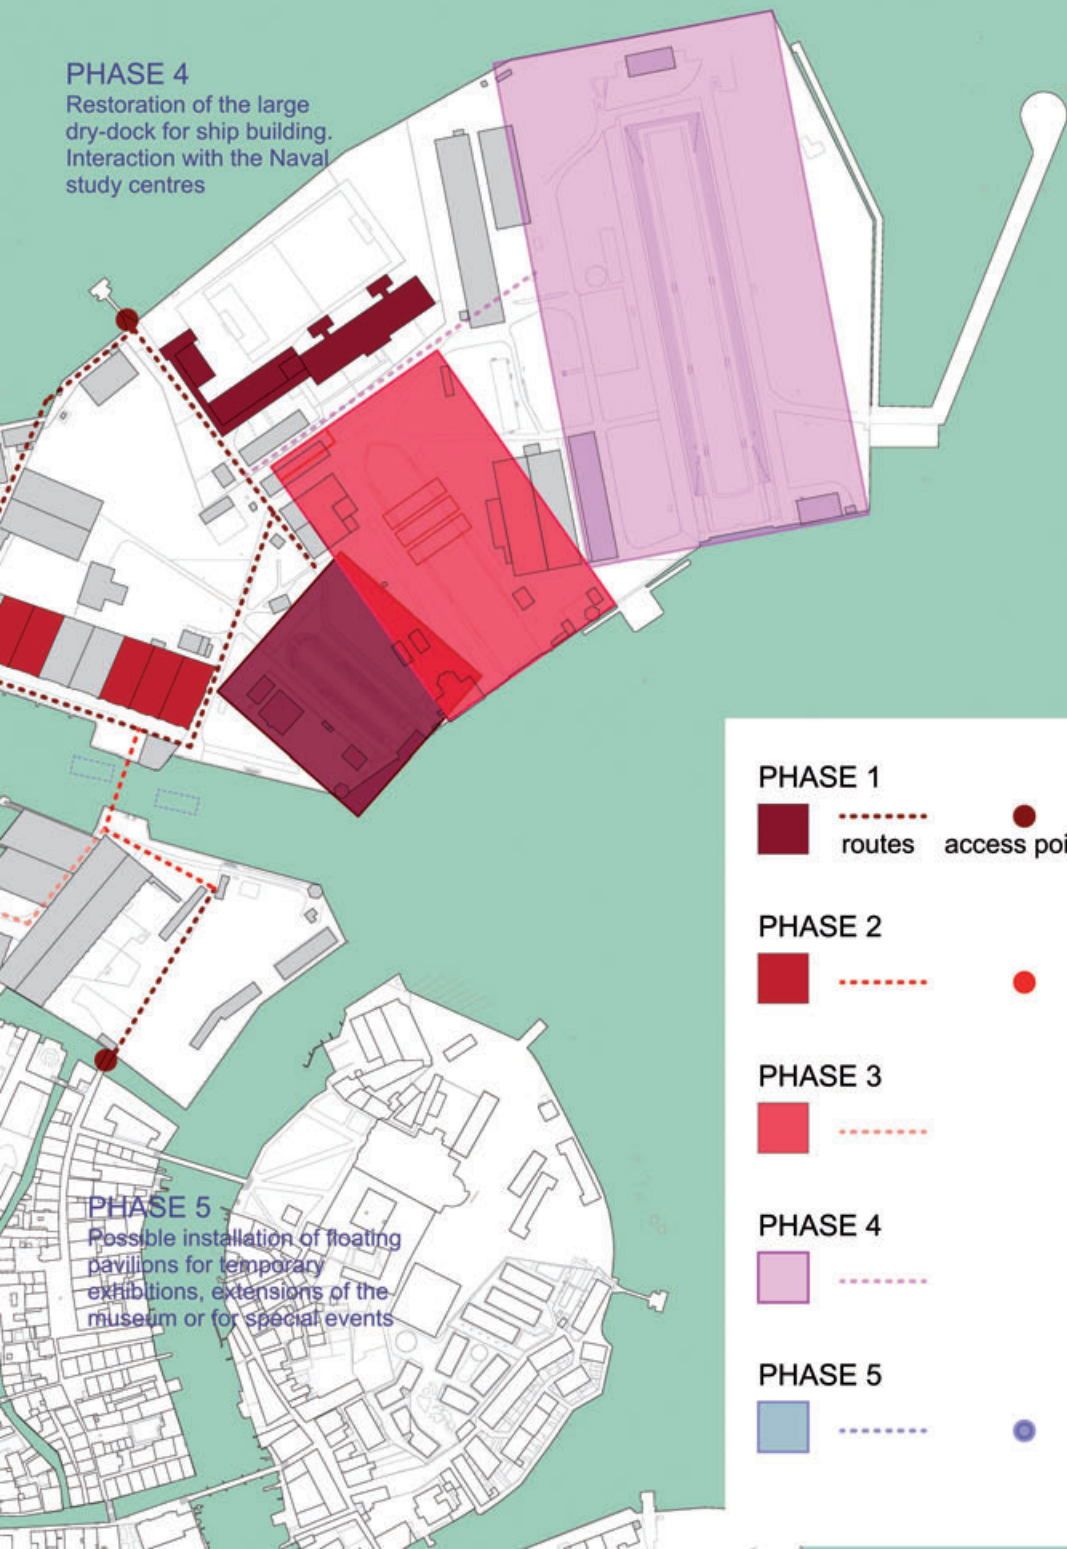 PHASE 4
Restoration of the large
dry-dock for ship building.
Interaction with the Naval
study centres
PHASE 1
routes access poi
PHASE 2
PHASE 3
PHASE 4
PHASE 5
PHASE 5
Possible installation of floating
pavilions for temporary
exhibitions, extensions of the
museum or for special events